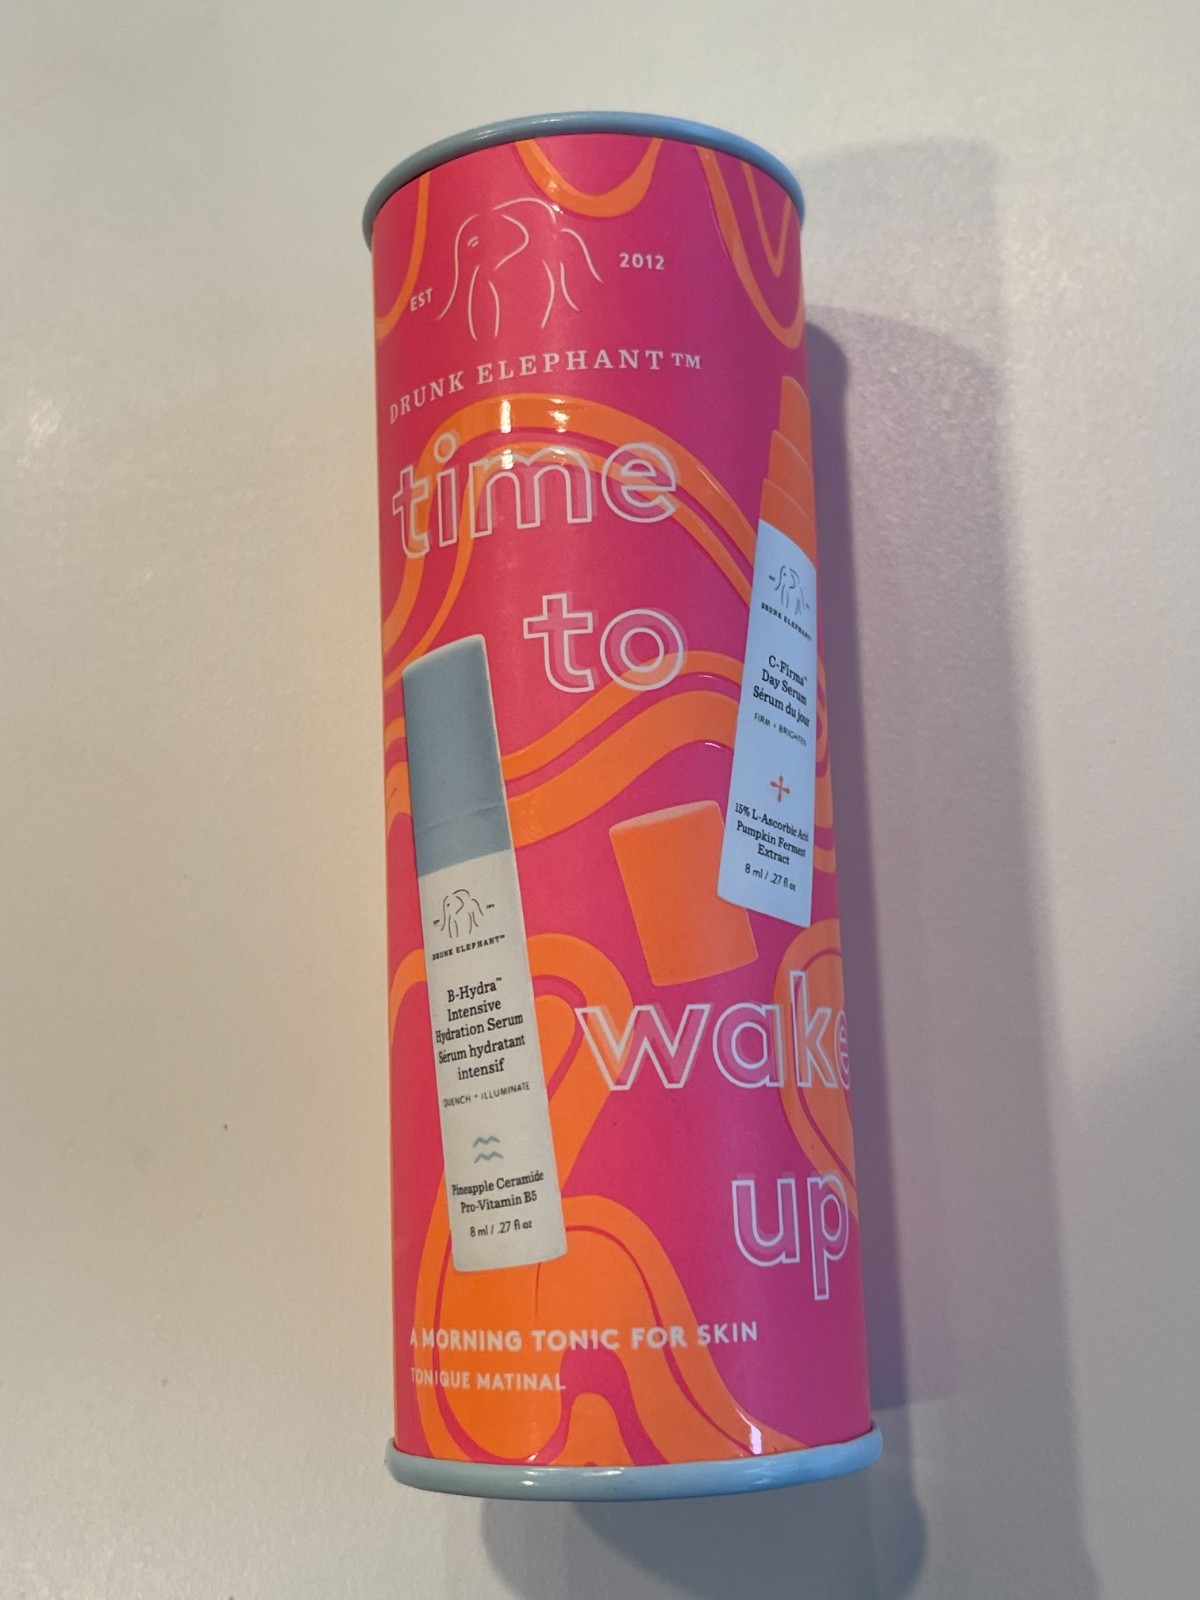 EST 2012
DRUNK ELEPHANT™
time
to
DRUNK ELEPHANT™
C-Firma™
Day Serum
Sérum du jour
FIRM • BRIGHTEN
15% L-Ascorbic Acid
Pumpkin Ferment
Extract
8 ml / .27 fl oz
DRUNK ELEPHANT™
B-Hydra™
Intensive
Hydration Serum
Sérum hydratant
intensif
QUENCH • ILLUMINATE
Pineapple Ceramide
Pro-Vitamin B5
8 ml / .27 fl oz
wake
up
A MORNING TONIC FOR SKIN
TONIQUE MATINAL